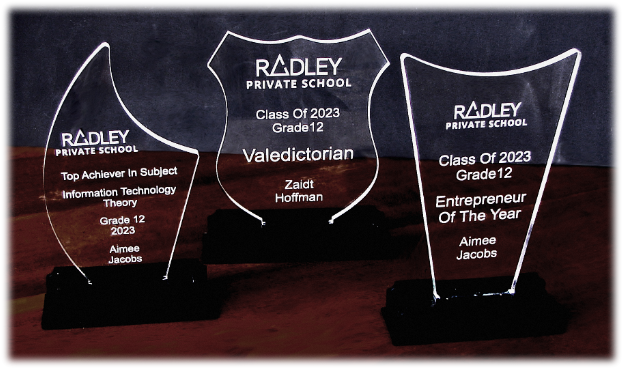 RADLEY
PRIVATE SCHOOL
Top Achiever In Subject
Information Technology
Theory
Grade 12
2023
Aimee
Jacobs
RADLEY
PRIVATE SCHOOL
Class Of 2023
Grade12
Valedictorian
Zaidt
Hoffman
RADLEY
PRIVATE SCHOOL
Class Of 2023
Grade12
Entrepreneur
Of The Year
Aimee
Jacobs